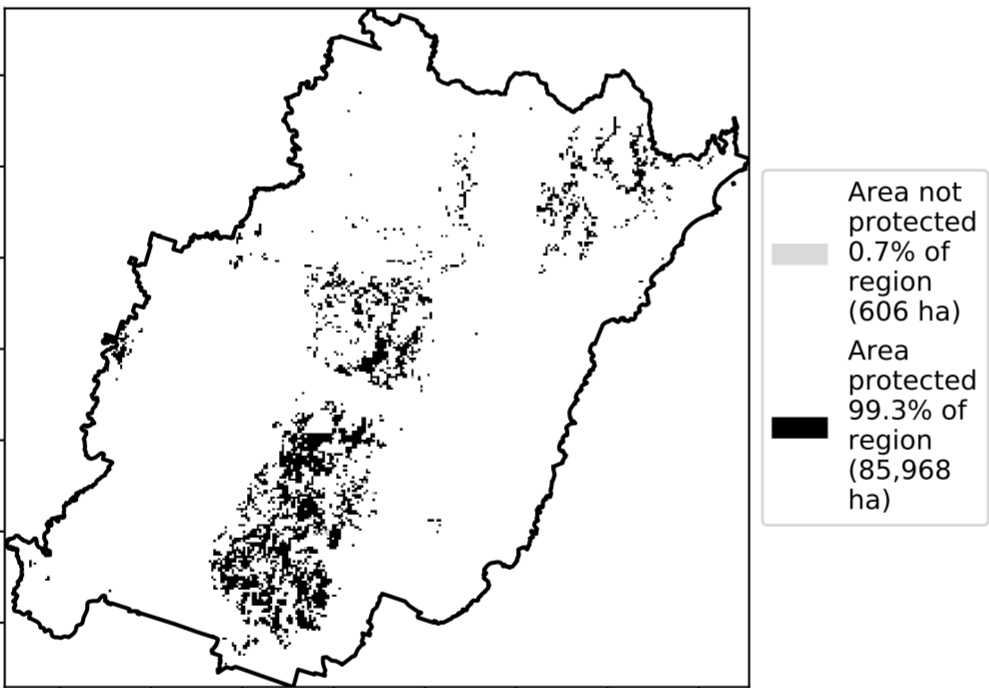 Area not
protected
0.7% of
region
(606 ha)
Area
protected
99.3% of
region
(85,968
ha)